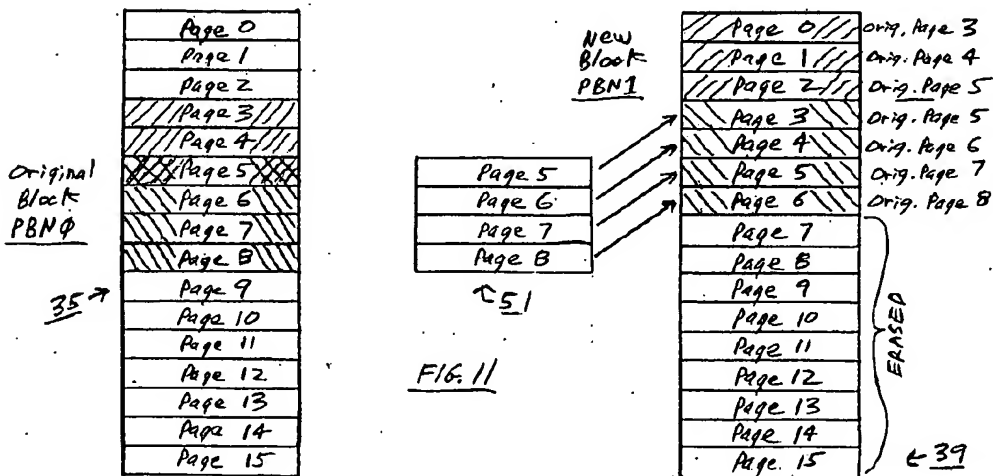 Original
Block
PBNØ
35
Page 0
Page 1
Page 2
Page 3
Page 4
Page 5
Page 6
Page 7
Page 8
Page 9
Page 10
Page 11
Page 12
Page 13
Page 14
Page 15
Page 5
Page 6
Page 7
Page 8
51
FIG. 11
New
Block
PBN1
Page 0 Orig. Page 3
Page 1 Orig. Page 4
Page 2 Orig. Page 5
Page 3 Orig. Page 5
Page 4 Orig. Page 6
Page 5 Orig. Page 7
Page 6 Orig. Page 8
Page 7
Page 8
Page 9
Page 10
Page 11
Page 12
Page 13
Page 14
Page. 15
ERASED
39